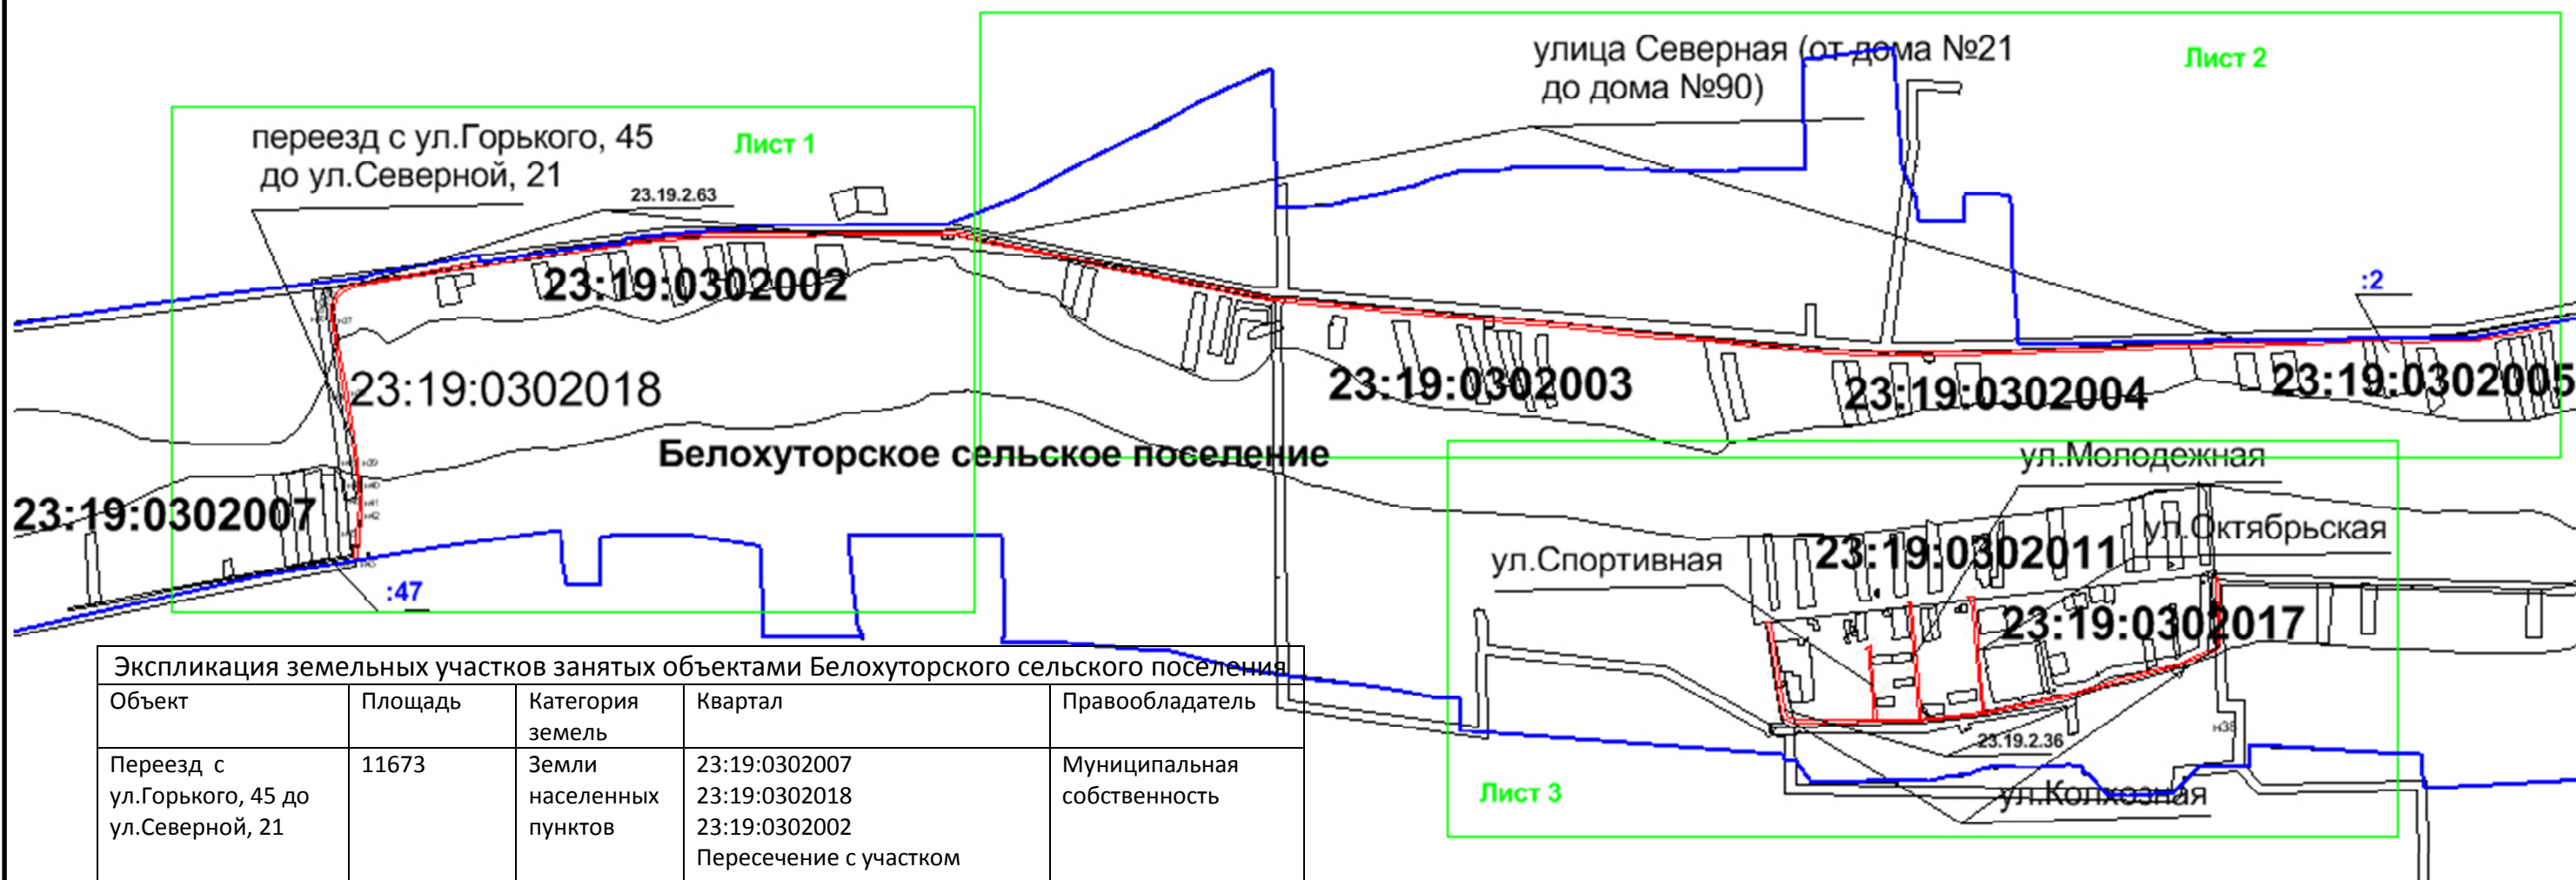 улица Северная (от дома №21
до дома №90)
Лист 2
переезд с ул.Горького, 45
до ул.Северной, 21
Лист 1
23.19.2.63
23:19:0302002
:2
23:19:0302018
23:19:0302003
23:19:0302004
23:19:0302005
Белохуторское сельское поселение
ул.Молодежная
23:19:0302007
ул.Октябрьская
ул.Спортивная
23:19:0302011
:47
23:19:0302017
23.19.2.36
н38
Лист 3
ул.Колхозная
Экспликация земельных участков занятых объектами Белохуторского сельского поселения
Объект Площадь Категория земель Квартал Правообладатель
Переезд с
ул.Горького, 45 до
ул.Северной, 21
11673
Земли
населенных
пунктов
23:19:0302007
23:19:0302018
23:19:0302002
Пересечение с участком
Муниципальная
собственность